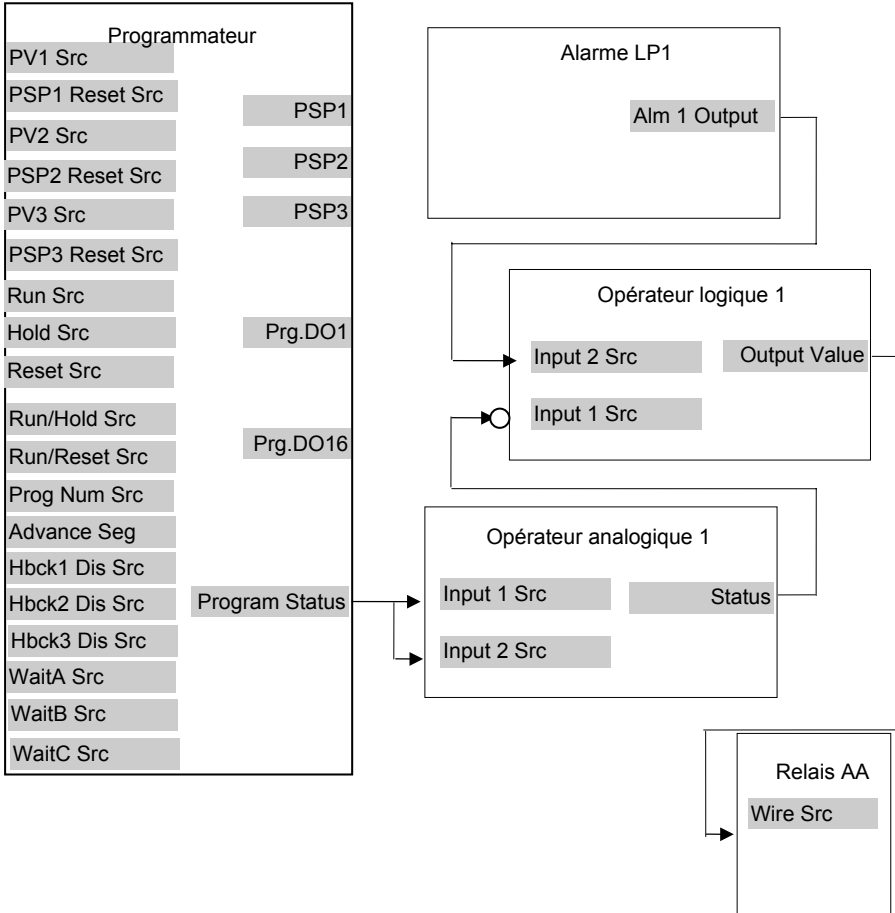 Programmateur
PV1 Src
PSP1 Reset Src
PSP1
PV2 Src
PSP2
PSP2 Reset Src
PV3 Src
PSP3
PSP3 Reset Src
Run Src
Hold Src
Prg.DO1
Reset Src
Run/Hold Src
Prg.DO16
Run/Reset Src
Prog Num Src
Advance Seg
Hbck1 Dis Src
Hbck2 Dis Src
Program Status
Hbck3 Dis Src
WaitA Src
WaitB Src
WaitC Src
Alarme LP1
Alm 1 Output
Opérateur logique 1
Input 2 Src
Output Value
Input 1 Src
Opérateur analogique 1
Input 1 Src
Status
Input 2 Src
Relais AA
Wire Src